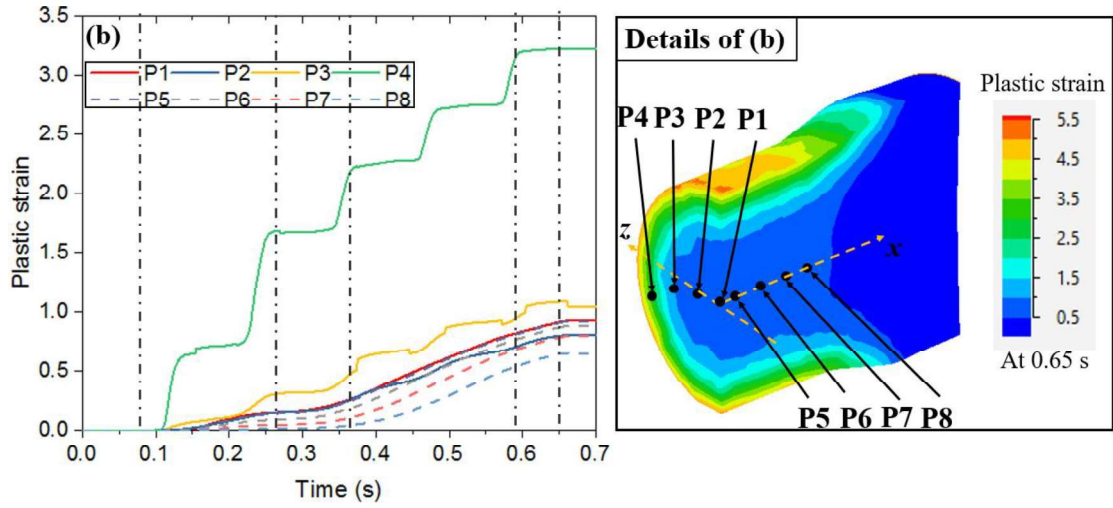 (b)
P1 P2 P3 P4
P5 P6 P7 P8
3.5
3.0
2.5
2.0
1.5
1.0
0.5
0.0
0.0 0.1 0.2 0.3 0.4 0.5 0.6 0.7
Plastic strain
Time (s)
Details of (b)
Plastic strain
5.5
4.5
3.5
2.5
1.5
0.5
At 0.65 s
P4 P3 P2 P1
z
x
P5 P6 P7 P8